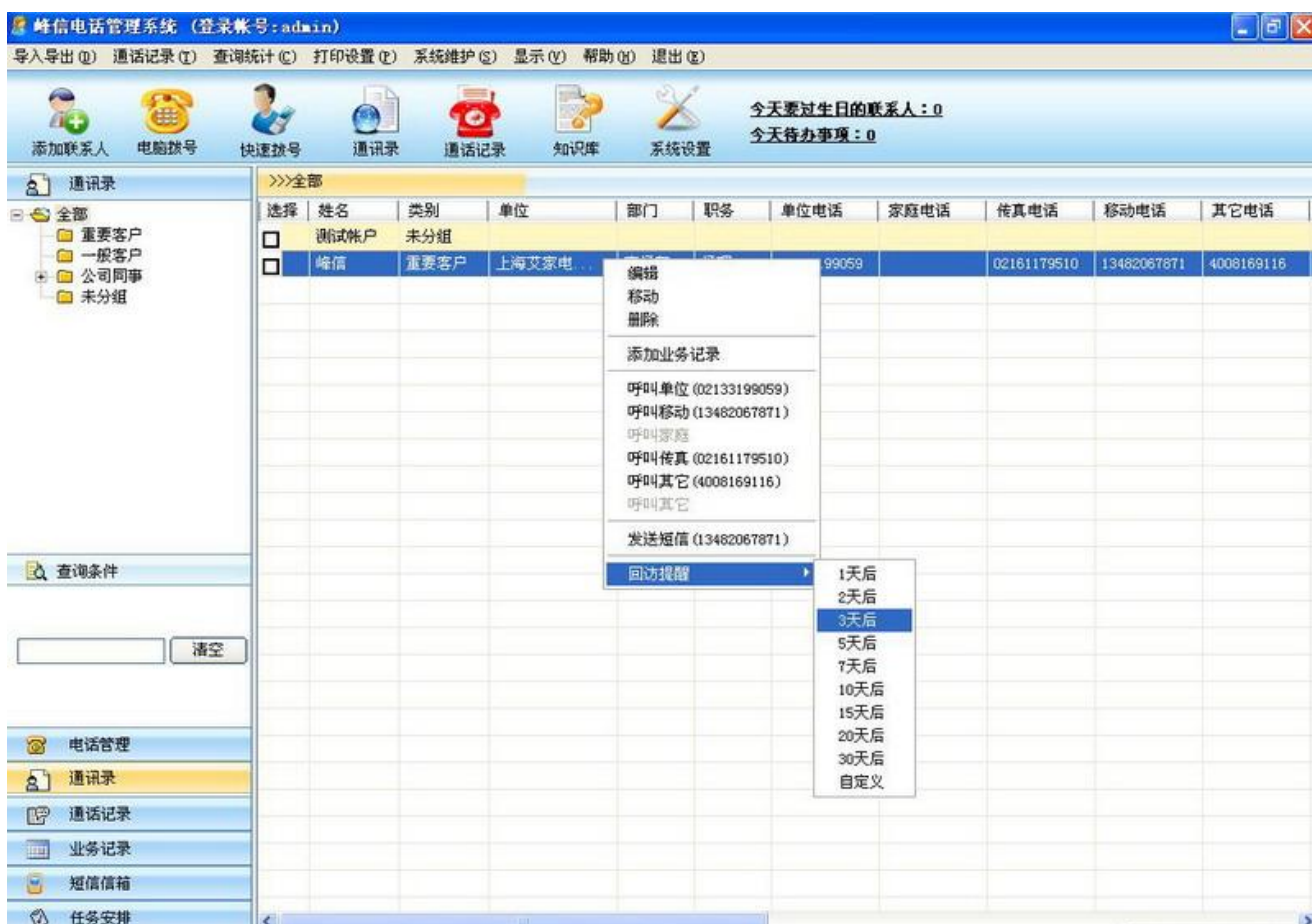 峰信电话管理系统 (登录帐号:admin)
导入导出(D) 通话记录(T) 查询统计(C) 打印设置(P) 系统维护(S) 显示(V) 帮助(H) 退出(E)
今天要过生日的联系人：0
今天待办事项：0
添加联系人 电脑拨号 快速拨号 通讯录 通话记录 知识库 系统设置
通讯录
>>>全部
选择 姓名 类别 单位 部门 职务 单位电话 家庭电话 传真电话 移动电话 其它电话
全部
重要客户
一般客户
公司同事
未分组
测试帐户 未分组
峰信 重要客户 上海艾家电... 99059 02161179510 13482067871 4008169116
编辑
移动
删除
添加业务记录
呼叫单位(02133199059)
呼叫移动(13482067871)
呼叫家庭
呼叫传真(02161179510)
呼叫其它(4008169116)
呼叫其它
发送短信(13482067871)
回访提醒
1天后
2天后
3天后
5天后
7天后
10天后
15天后
20天后
30天后
自定义
查询条件
清空
电话管理
通讯录
通话记录
业务记录
短信信箱
任务安排